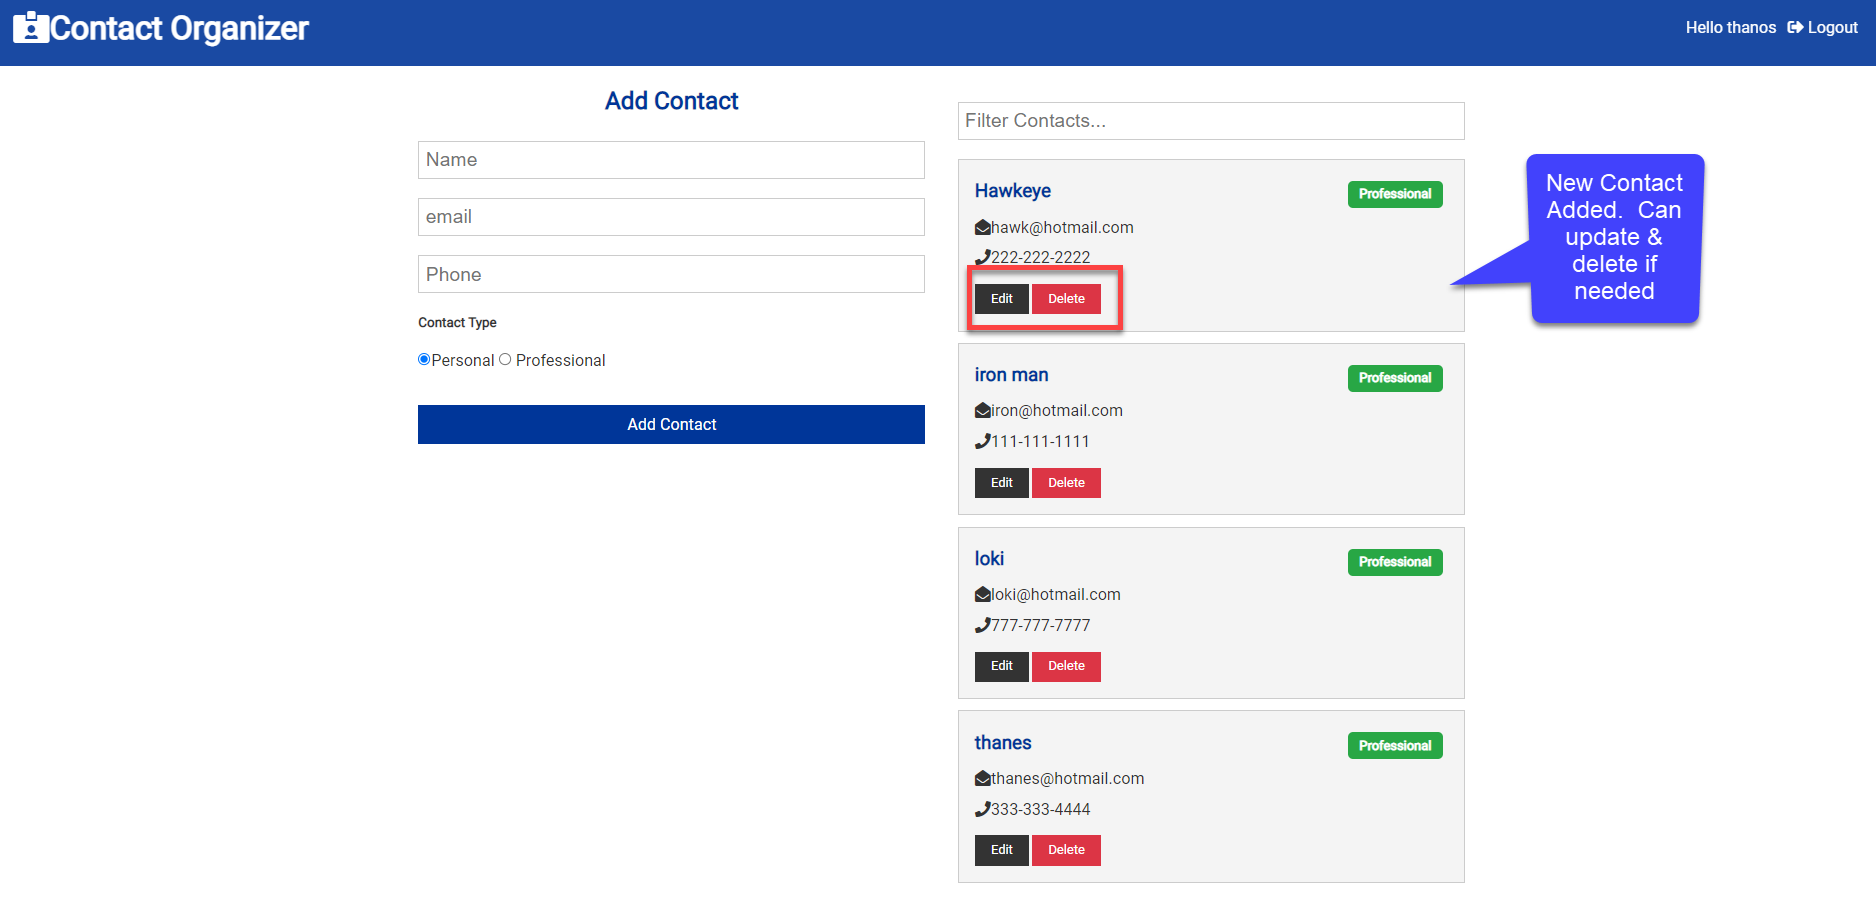 Contact Organizer
Hello thanos Logout
Add Contact
Name
email
Phone
Contact Type
Personal Professional
Add Contact
Filter Contacts...
Hawkeye Professional
hawk@hotmail.com
222-222-2222
Edit Delete
New Contact
Added. Can
update &
delete if
needed
iron man Professional
iron@hotmail.com
111-111-1111
Edit Delete
loki Professional
loki@hotmail.com
777-777-7777
Edit Delete
thanes Professional
thanes@hotmail.com
333-333-4444
Edit Delete